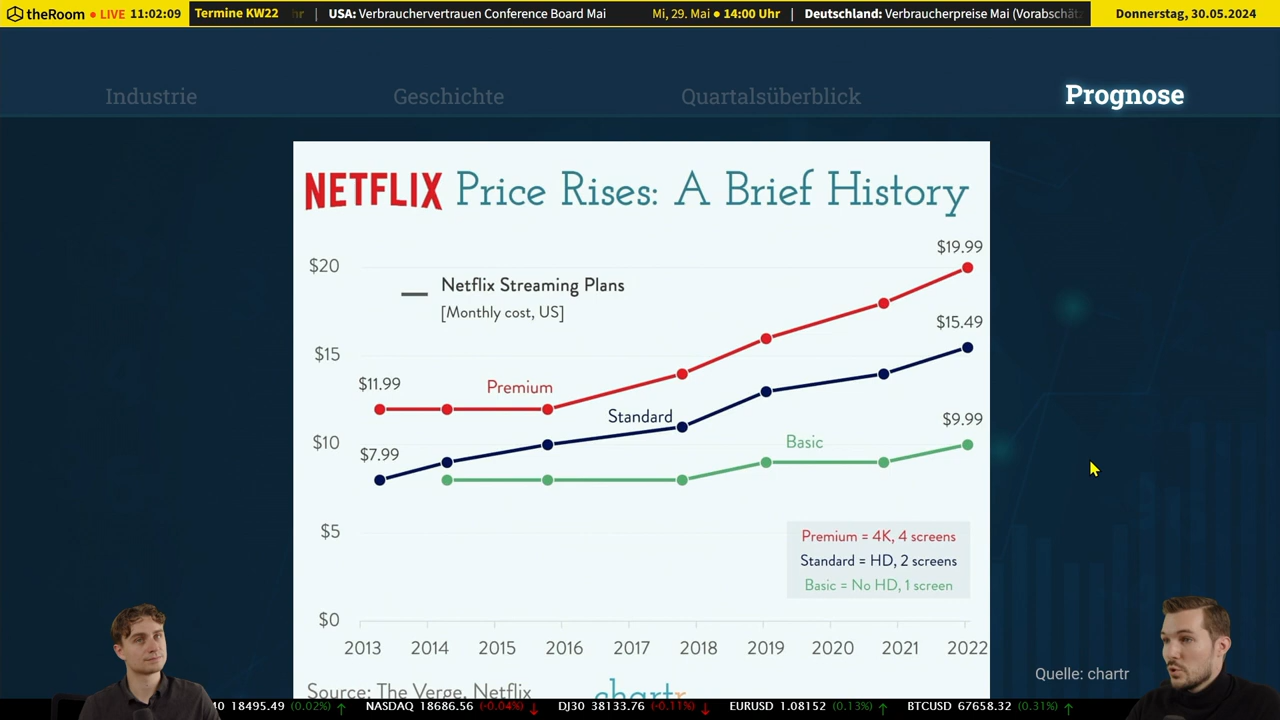 theRoom ● LIVE 11:02:09
Termine KW22 | USA: Verbrauchervertrauen Conference Board Mai Mi, 29. Mai ● 14:00 Uhr | Deutschland: Verbraucherpreise Mai (Vorabschätz
Donnerstag, 30.05.2024
Industrie Geschichte Quartalsüberblick Prognose
NETFLIX Price Rises: A Brief History
$19.99
$20
Netflix Streaming Plans
[Monthly cost, US]
$15.49
$15
$11.99
Premium
Standard
$9.99
$10
Basic
$7.99
$5
Premium = 4K, 4 screens
Standard = HD, 2 screens
Basic = No HD, 1 screen
$0
2013 2014 2015 2016 2017 2018 2019 2020 2021 2022
Quelle: chartr
Source: The Verge, Netflix
chartr
18495.49 (0.02%) ↑ NASDAQ 18686.56 (-0.04%) ↓ DJ30 38133.76 (-0.11%) ↓ EURUSD 1.08152 (0.13%) ↑ BTCUSD 67658.32 (0.31%) ↑